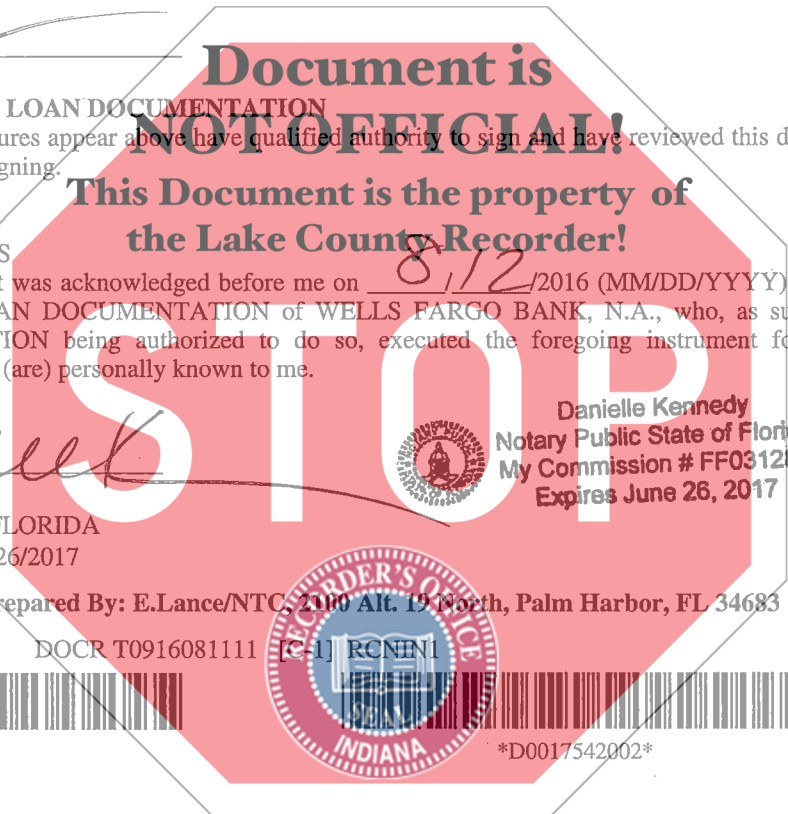 Document is
LOAN DOCUMENTATION
NOT OFFICIAL!
ures appear above have qualified authority to sign and have reviewed this d
gning.
This Document is the property of
the Lake County Recorder!
S
t was acknowledged before me on 8/12/2016 (MM/DD/YYYY)
AN DOCUMENTATION of WELLS FARGO BANK, N.A., who, as su
TION being authorized to do so, executed the foregoing instrument fo
(are) personally known to me.
STOP
Danielle Kennedy
Notary Public State of Flori
My Commission # FF03128
Expires June 26, 2017
FLORIDA
26/2017
repared By: E.Lance/NTC, 2100 Alt. 19 North, Palm Harbor, FL 34683
DOCR T0916081111 [C-1] RCNIN1
RECORDER'S OFFICE
SEAL
INDIANA
*D0017542002*